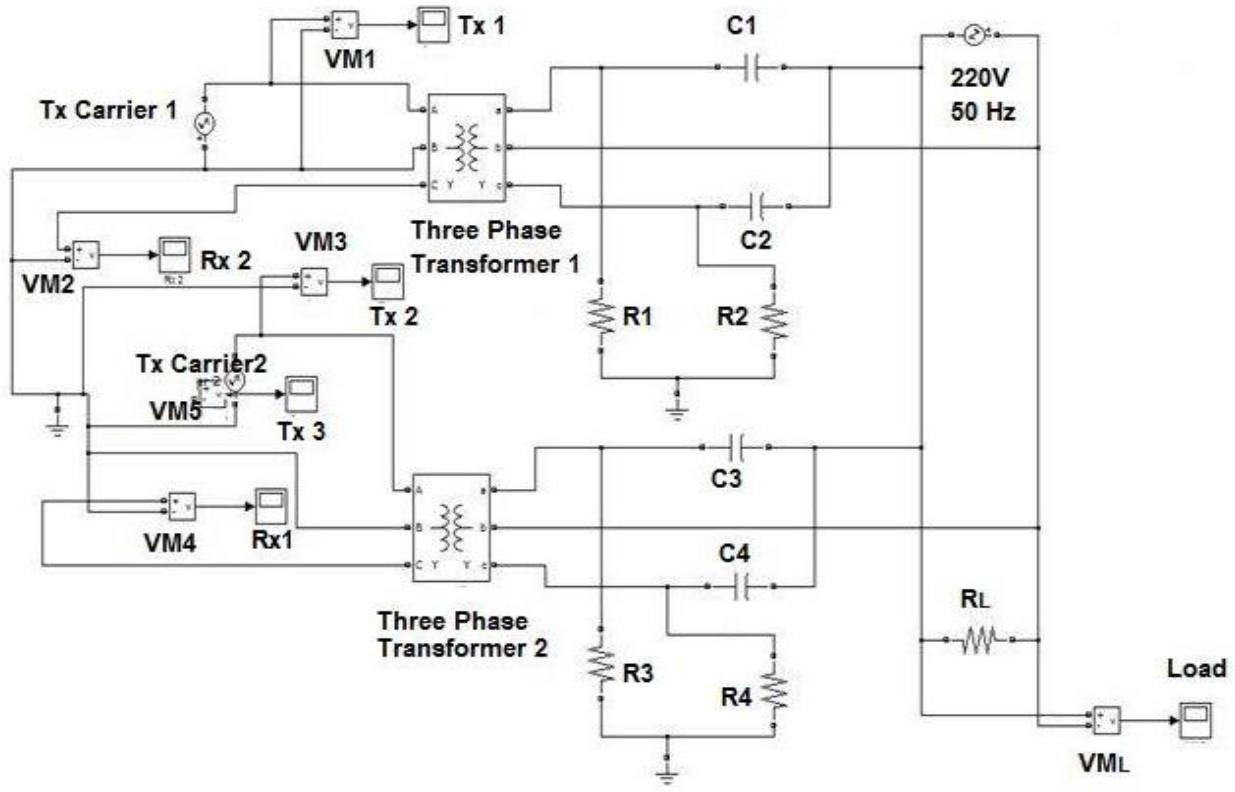 Tx 1
VM1
C1
220V
50 Hz
Tx Carrier 1
A
a
B
b
C Y Y c
C2
Three Phase
Transformer 1
VM2
Rx 2
Rx 2
VM3
Tx 2
R1
R2
Tx Carrier2
VM5
Tx 3
C3
A
a
B
b
C Y Y c
VM4
Rx1
C4
Three Phase
Transformer 2
R3
R4
RL
Load
VML